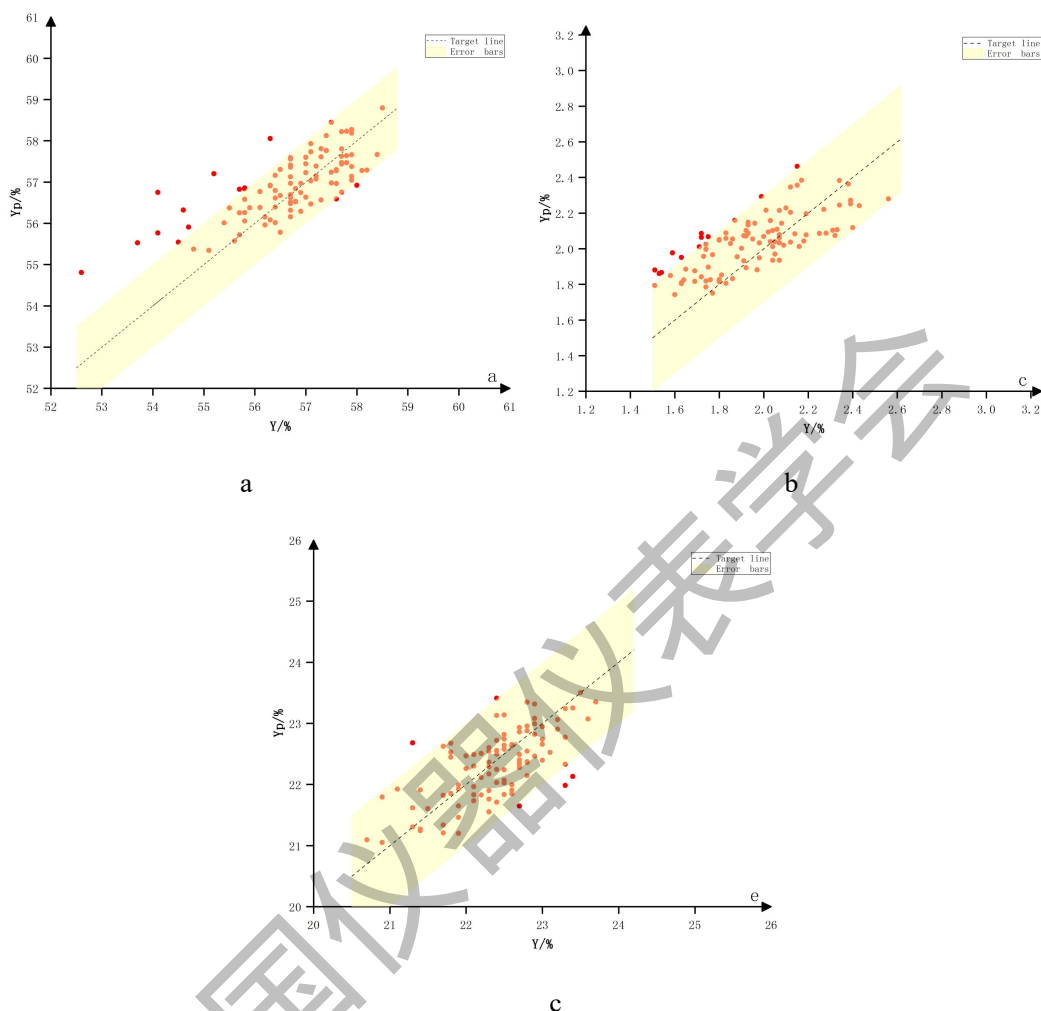 61
60
59
58
57
56
55
54
53
52
Yp/%
Target line
Error bars
a
52 53 54 55 56 57 58 59 60 61
Y/%
a
3.2
3.0
2.8
2.6
2.4
2.2
2.0
1.8
1.6
1.4
1.2
Yp/%
Target line
Error bars
c
1.2 1.4 1.6 1.8 2.0 2.2 2.4 2.6 2.8 3.0 3.2
Y/%
b
26
25
24
23
22
21
20
Yp/%
Target line
Error bars
e
20 21 22 23 24 25 26
Y/%
c
国仪器仪表学会